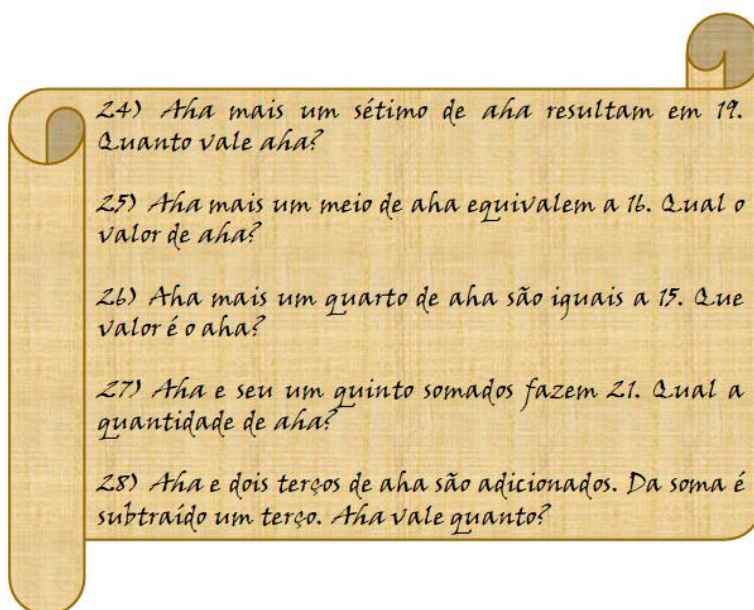 24) Aha mais um sétimo de aha resultam em 19.
Quanto vale aha?
25) Aha mais um meio de aha equivalem a 16. Qual o
valor de aha?
26) Aha mais um quarto de aha são iguais a 15. Que
valor é o aha?
27) Aha e seu um quinto somados fazem 21. Qual a
quantidade de aha?
28) Aha e dois terços de aha são adicionados. Da soma é
subtraído um terço. Aha vale quanto?